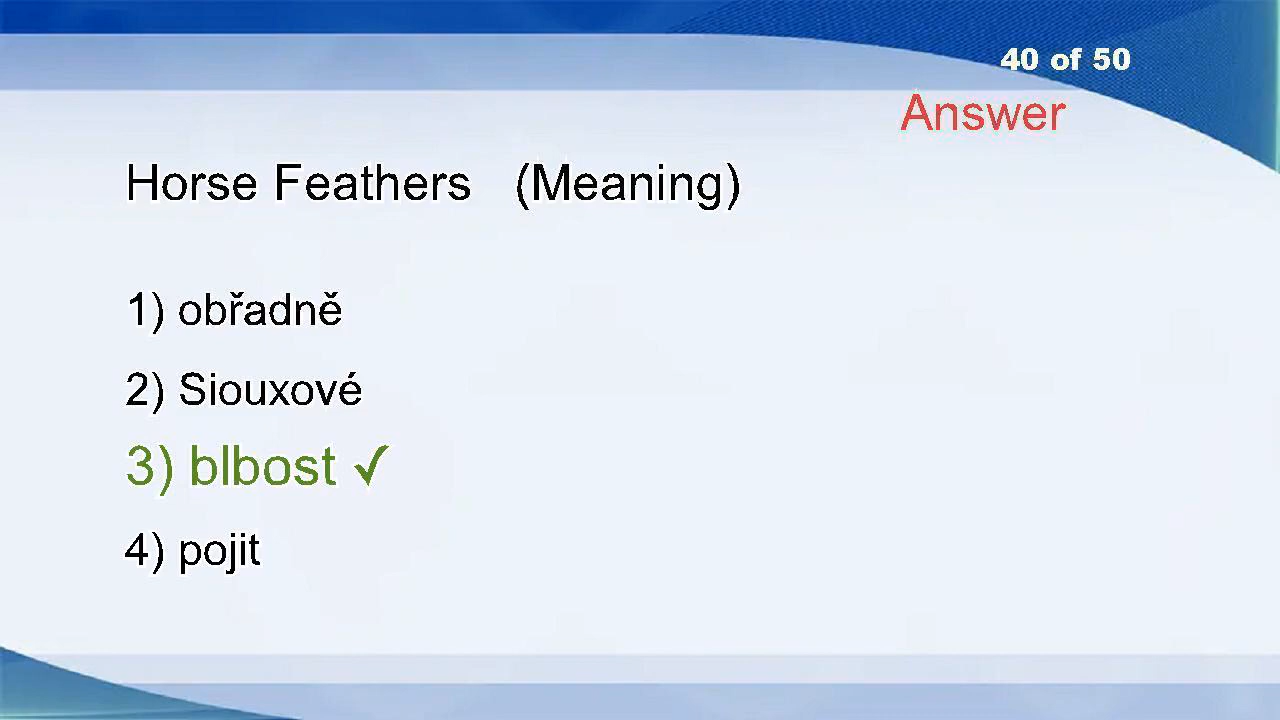 40 of 50
Answer
Horse Feathers (Meaning)
1) obřadně
2) Siouxové
3) blbost ✓
4) pojit